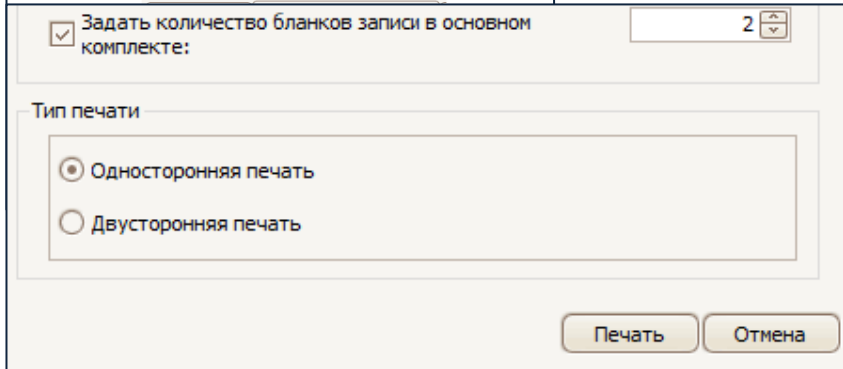 Задать количество бланков записи в основном
комплекте:
2
Тип печати
Односторонняя печать
Двусторонняя печать
Печать
Отмена